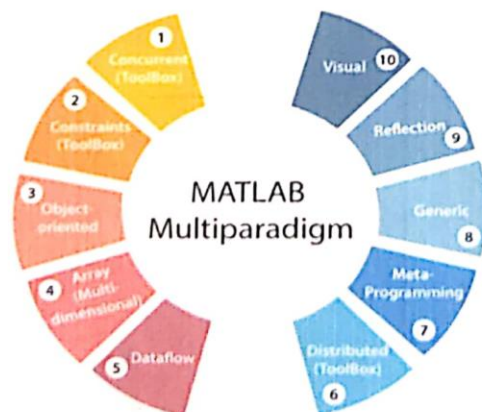 MATLAB
Multiparadigm
1
Concurrent
(ToolBox)
2
Constraints
(ToolBox)
3
Object-
oriented
4
Array
(Multi-
dimensional)
5
Dataflow
6
Distributed
(ToolBox)
7
Meta-
Programming
8
Generic
9
Reflection
10
Visual